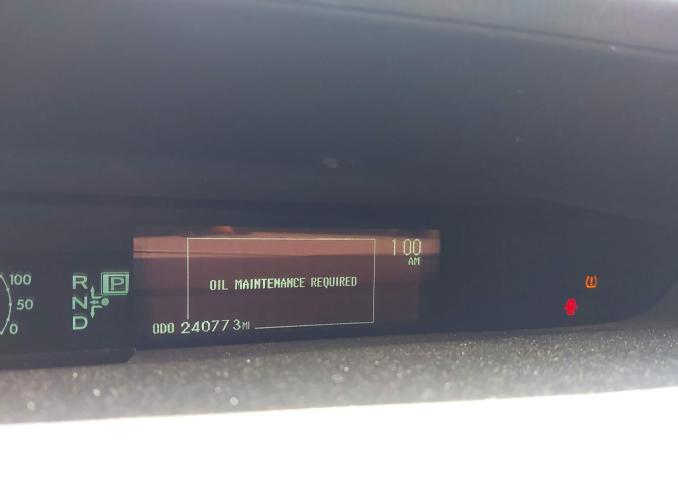 100
50
0
R P
N
D
1:00
AM
OIL MAINTENANCE REQUIRED
ODO 240773 MI